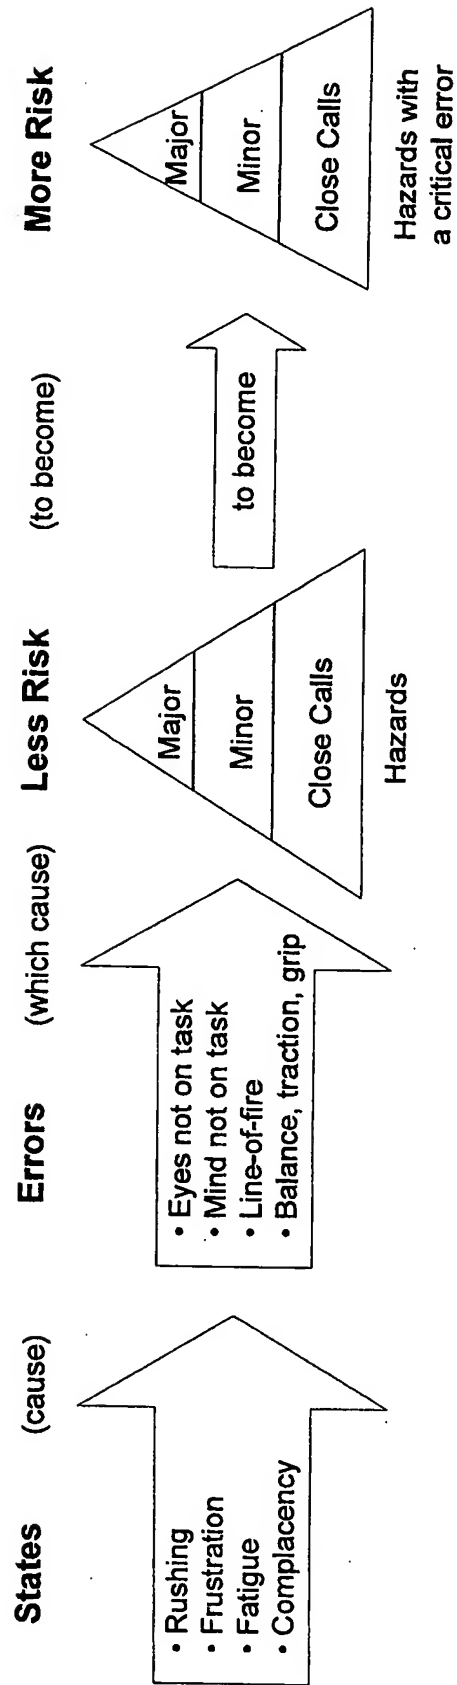 States
(cause)
Errors
(which cause)
Less Risk
(to become)
More Risk
• Rushing
• Frustration
• Fatigue
• Complacency
• Eyes not on task
• Mind not on task
• Line-of-fire
• Balance, traction, grip
Major
Minor
Close Calls
Hazards
to become
Major
Minor
Close Calls
Hazards with
a critical error